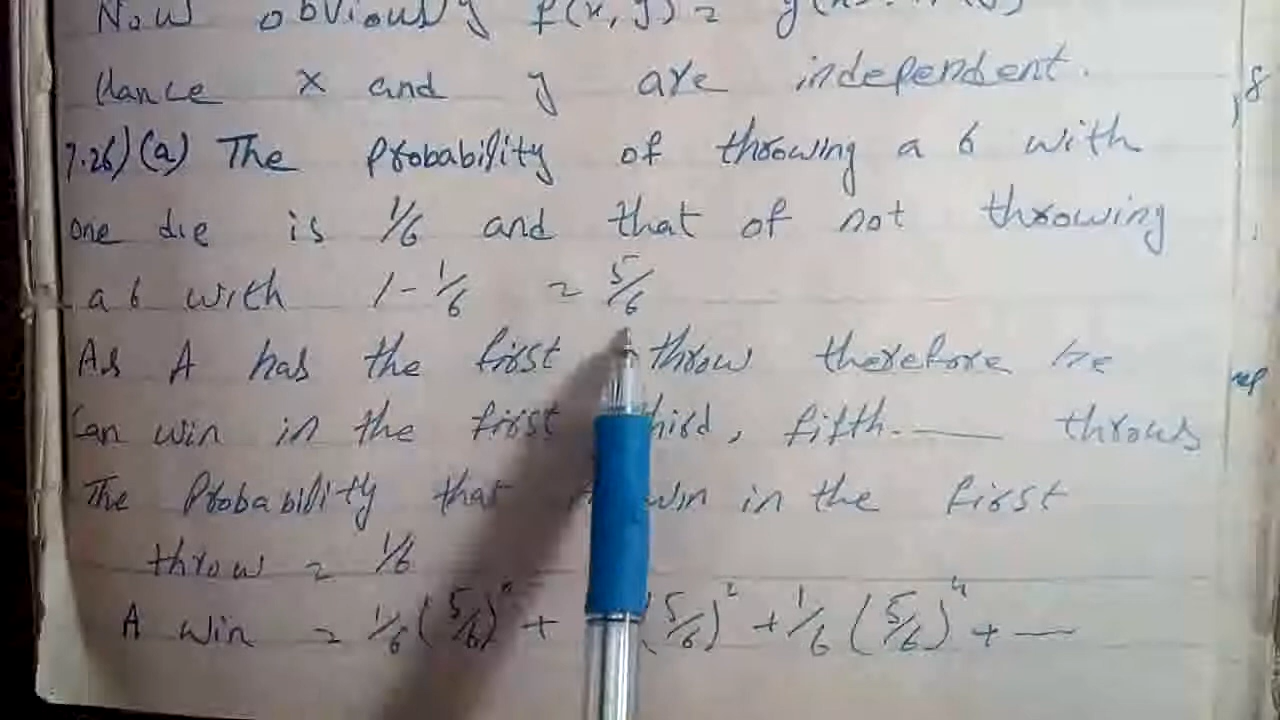 Now obviously f(x,y) = g(x).
Hance X and y are independent.
7.26)(a) The Probability of throwing a 6 with
one die is 1/6 and that of not throwing
a 6 with 1-1/6 = 5/6
As A has the first throw therefore he
Can win in the first third, fifth.—— throws
The Probability that A win in the first
throw = 1/6
A win = 1/6(5/6)⁰ + (5/6)² + 1/6 (5/6)⁴ + ——